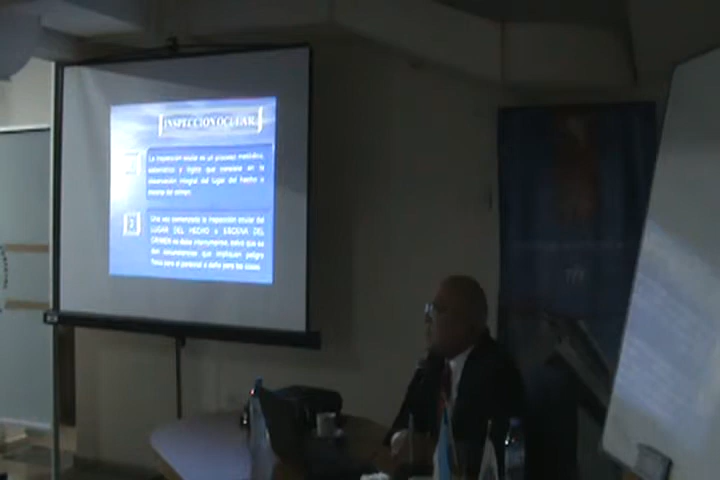 INSPECCION OCULAR.
La inspección ocular es un proceso metódico,
sistemático y lógico que consiste en la
observación integral del lugar del hecho o
escena del crimen.
2
Una vez comenzada la inspección ocular del
LUGAR DEL HECHO o ESCENA DEL
CRIMEN no debe interrumpirse, salvo que se
den circunstancias que impliquen peligro
físico para el personal o daño para las cosas.